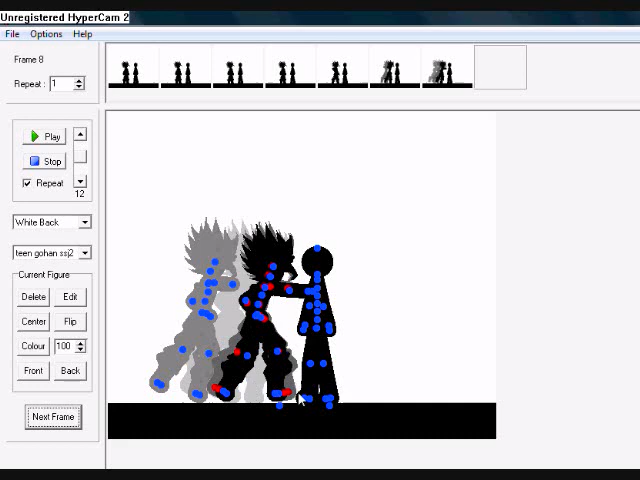 Unregistered HyperCam 2
File Options Help
Frame 8
Repeat : 1
Play
Stop
Repeat
12
White Back
teen gohan ssj2
Current Figure
Delete Edit
Center Flip
Colour 100
Front Back
Next Frame